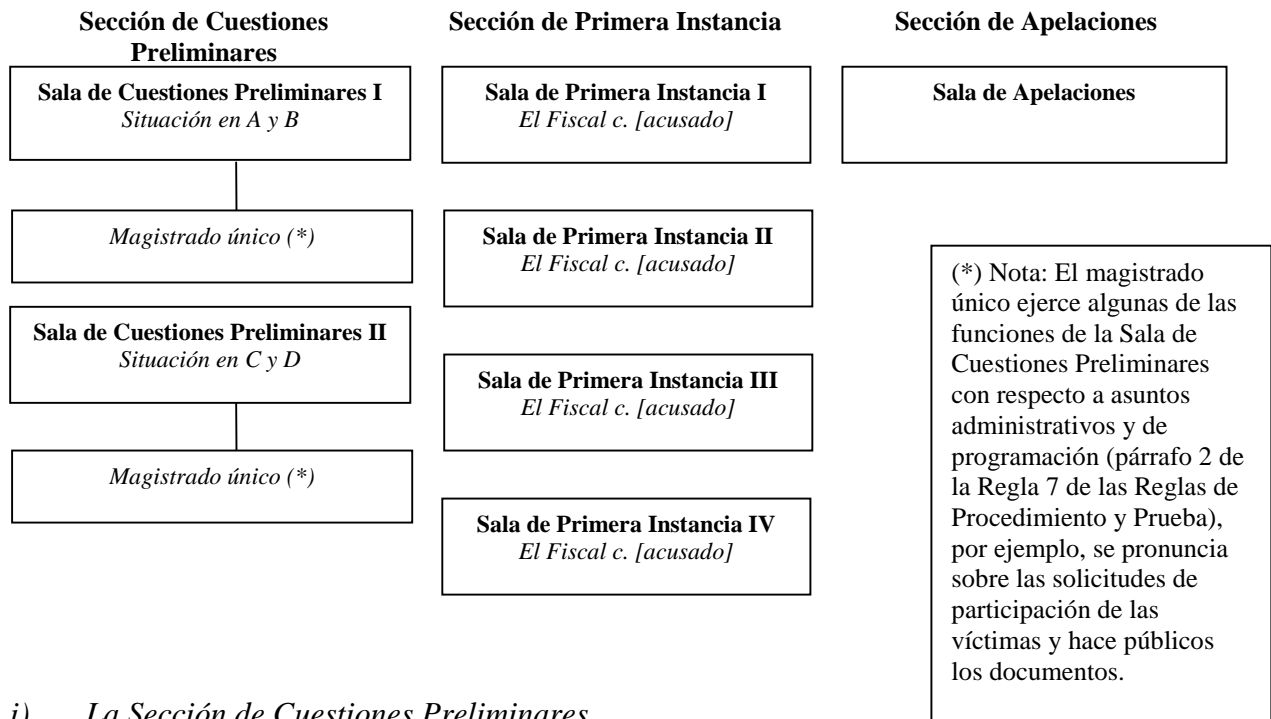 Sección de Cuestiones
Preliminares
Sala de Cuestiones Preliminares I
Situación en A y B
Magistrado único (*)
Sala de Cuestiones Preliminares II
Situación en C y D
Magistrado único (*)
Sección de Primera Instancia
Sala de Primera Instancia I
El Fiscal c. [acusado]
Sala de Primera Instancia II
El Fiscal c. [acusado]
Sala de Primera Instancia III
El Fiscal c. [acusado]
Sala de Primera Instancia IV
El Fiscal c. [acusado]
Sección de Apelaciones
Sala de Apelaciones
(*) Nota: El magistrado
único ejerce algunas de las
funciones de la Sala de
Cuestiones Preliminares
con respecto a asuntos
administrativos y de
programación (párrafo 2 de
la Regla 7 de las Reglas de
Procedimiento y Prueba),
por ejemplo, se pronuncia
sobre las solicitudes de
participación de las
víctimas y hace públicos
los documentos.
i) La Sección de Cuestiones Preliminares